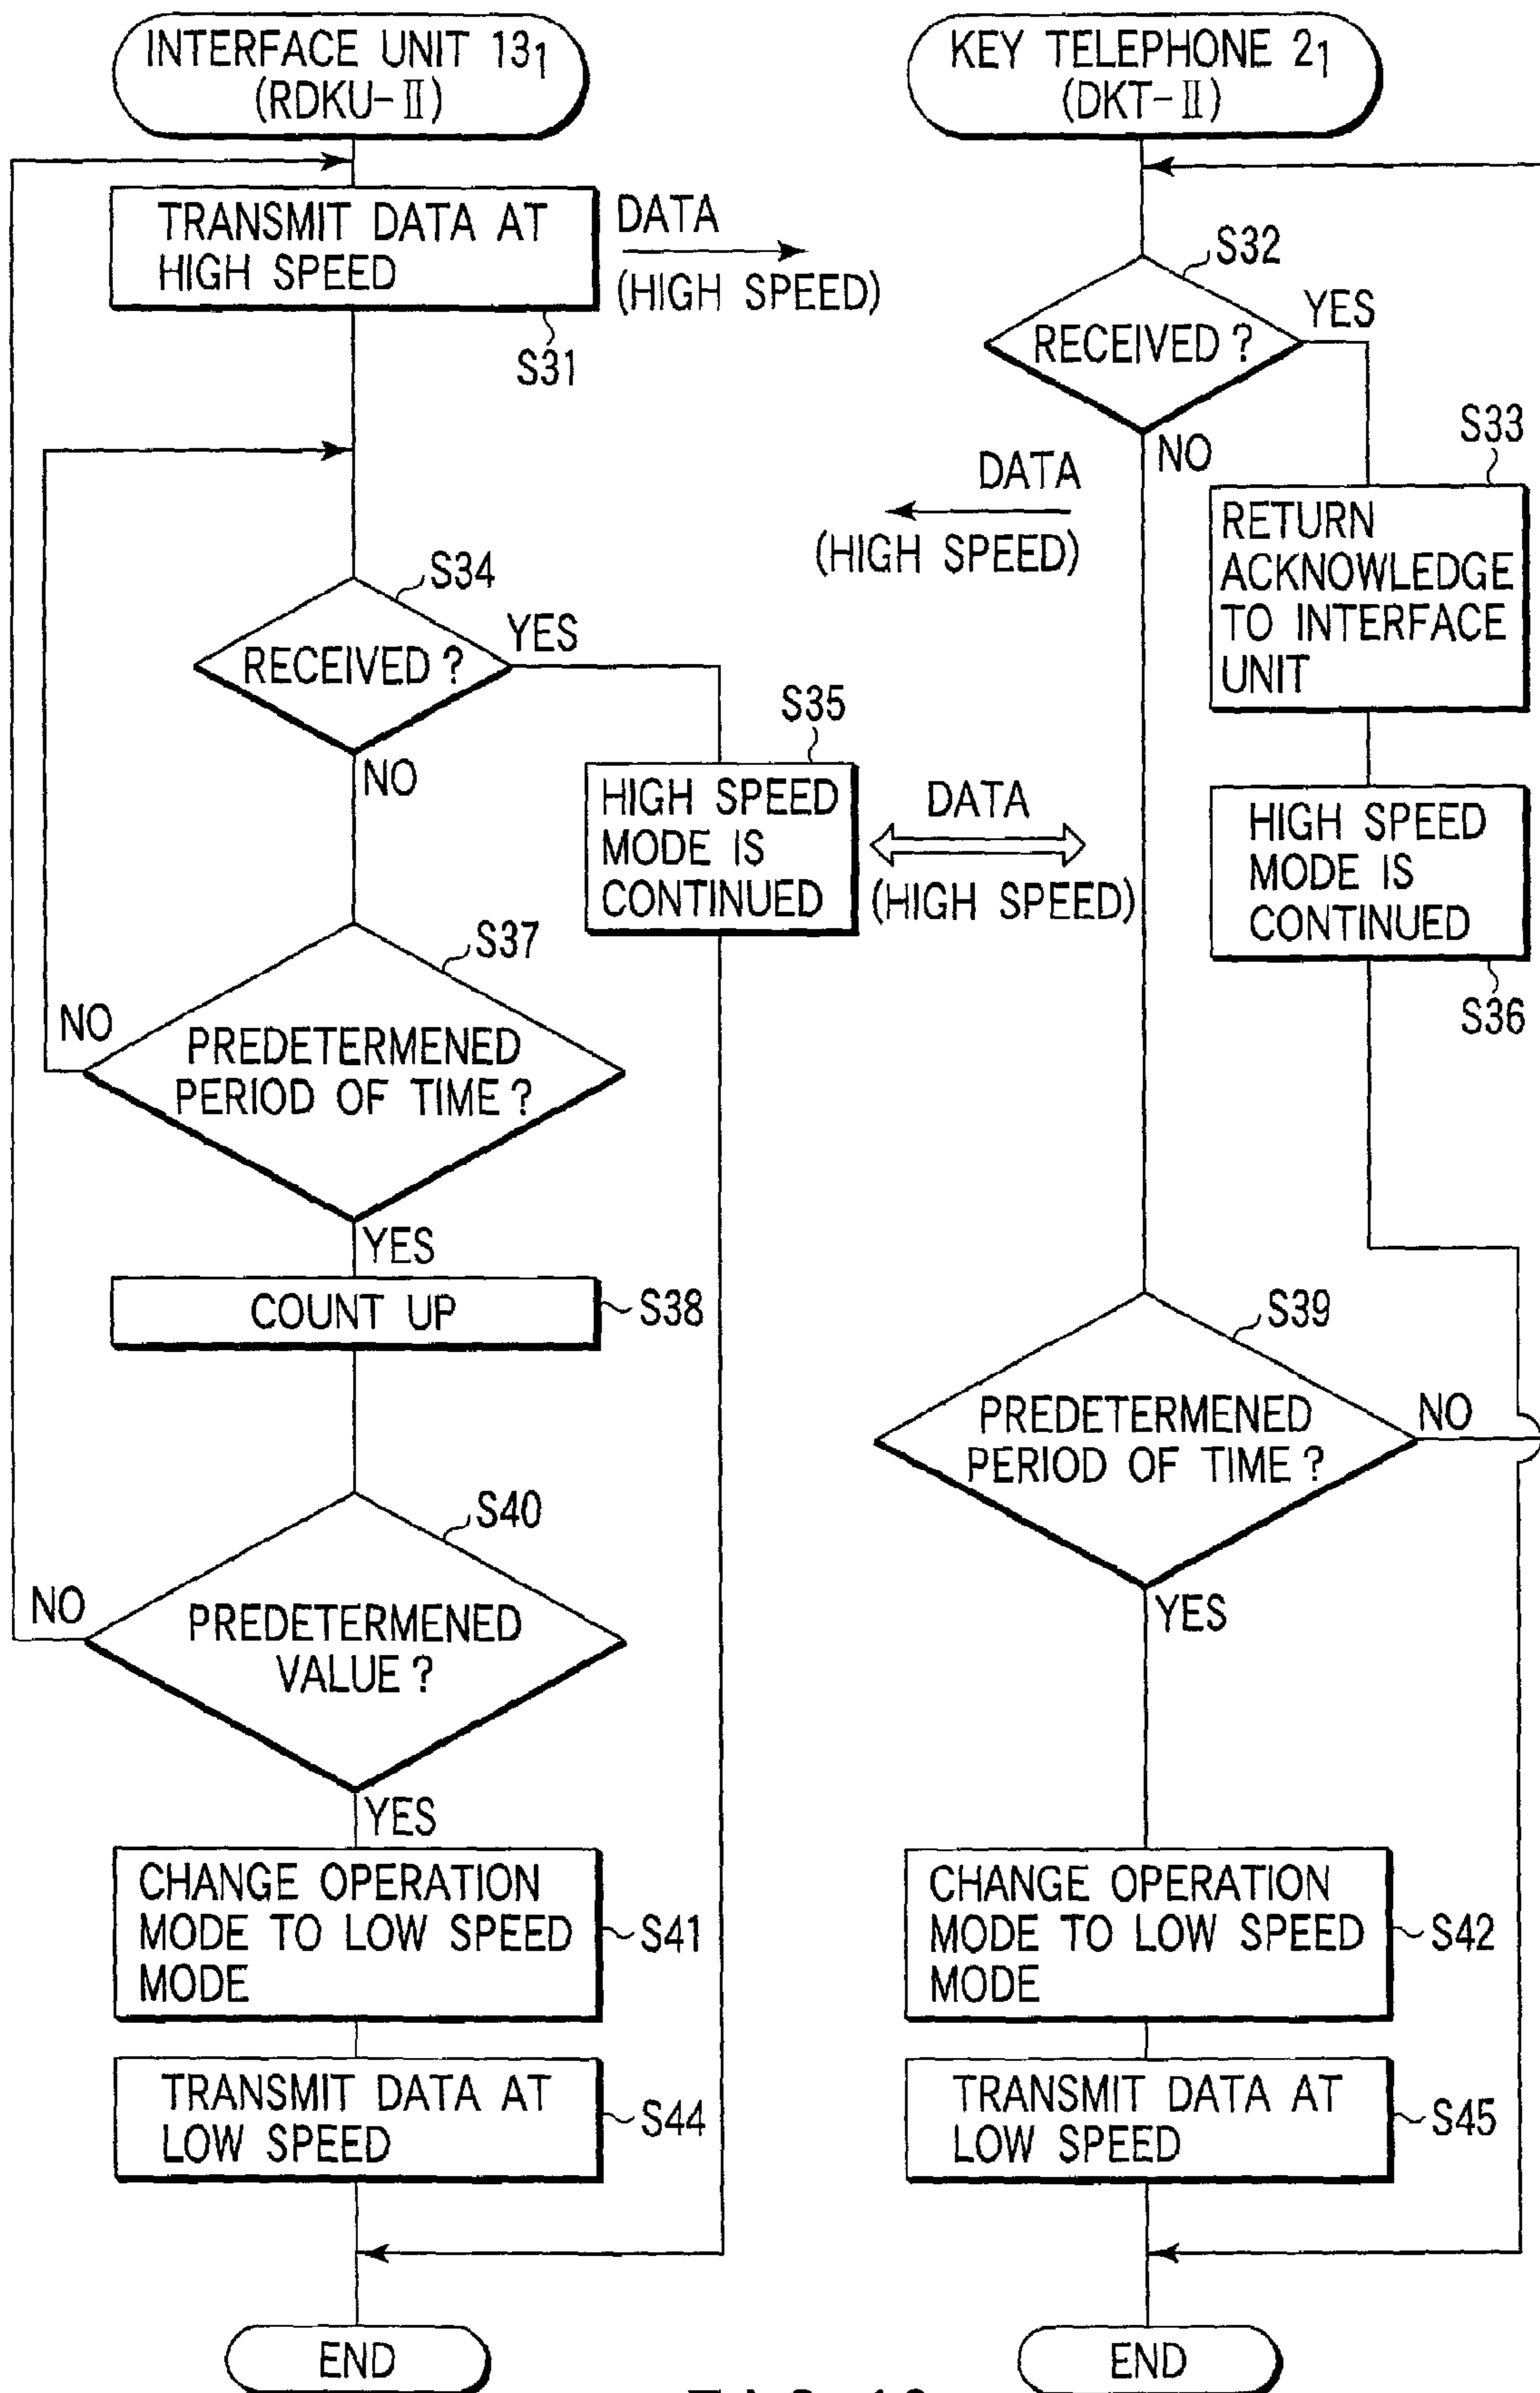 INTERFACE UNIT 13₁
(RDKU-II)
TRANSMIT DATA AT
HIGH SPEED
S31
DATA
(HIGH SPEED)
S34
RECEIVED ?
YES
NO
S35
HIGH SPEED
MODE IS
CONTINUED
DATA
(HIGH SPEED)
S37
NO
PREDETERMENED
PERIOD OF TIME ?
YES
COUNT UP
S38
S40
NO
PREDETERMENED
VALUE ?
YES
CHANGE OPERATION
MODE TO LOW SPEED
MODE
S41
TRANSMIT DATA AT
LOW SPEED
S44
END
KEY TELEPHONE 2₁
(DKT-II)
S32
RECEIVED ?
YES
NO
DATA
(HIGH SPEED)
S33
RETURN
ACKNOWLEDGE
TO INTERFACE
UNIT
HIGH SPEED
MODE IS
CONTINUED
S36
S39
PREDETERMENED
PERIOD OF TIME ?
NO
YES
CHANGE OPERATION
MODE TO LOW SPEED
MODE
S42
TRANSMIT DATA AT
LOW SPEED
S45
END